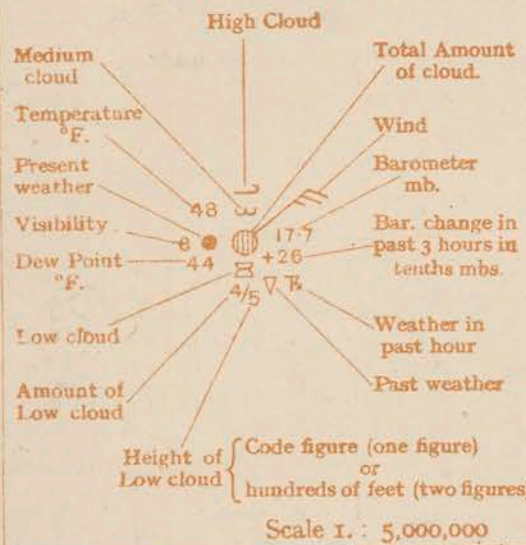 High Cloud
Medium
cloud
Total Amount
of cloud.
Temperature
°F.
Wind
Present
weather
Barometer
mb.
48
Visibility
8
17·7
Bar. change in
past 3 hours in
tenths mbs.
Dew Point
°F.
44
+26
4/5
Low cloud
Weather in
past hour
Amount of
Low cloud
Past weather
Height of
Low cloud
Code figure (one figure)
or
hundreds of feet (two figures
Scale 1. : 5,000,000